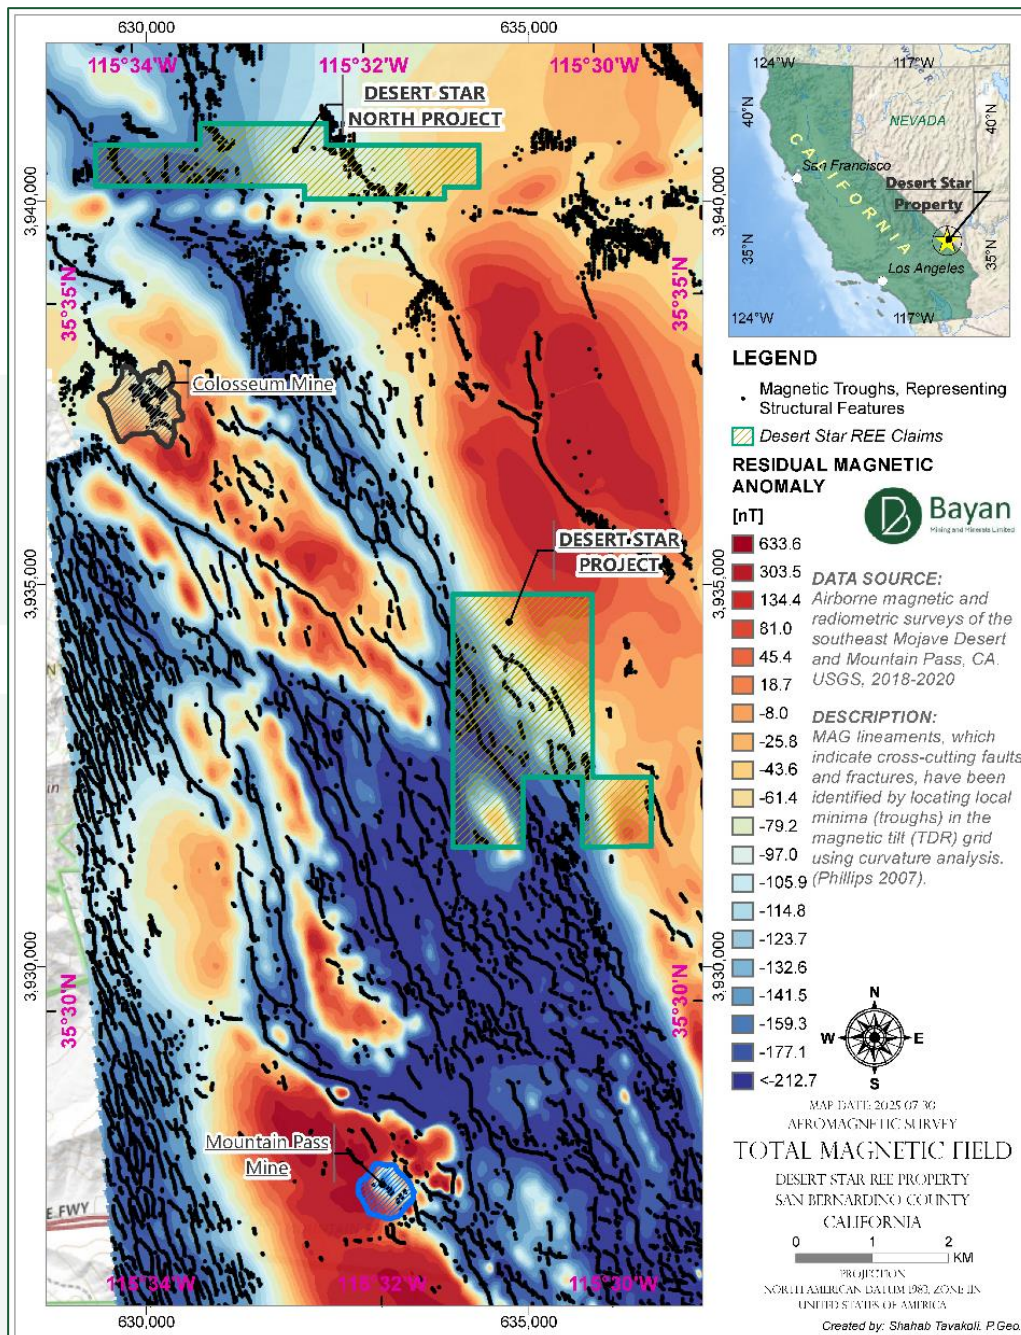 630,000
635,000
115°34'W
115°32'W
115°30'W
DESERT STAR
NORTH PROJECT
3,940,000
3,940,000
35°35'N
35°35'N
Colosseum Mine
DESERT STAR
PROJECT
3,935,000
3,935,000
3,930,000
3,930,000
35°30'N
35°30'N
Mountain Pass
Mine
E FWY
115°34'W
115°32'W
115°30'W
630,000
635,000
124°W
117°W
40°N
40°N
NEVADA
CALIFORNIA
San Francisco
Desert Star
Property
35°N
35°N
Los Angeles
124°W
117°W
LEGEND
Magnetic Troughs, Representing
Structural Features
Desert Star REE Claims
RESIDUAL MAGNETIC
ANOMALY
[nT]
Bayan
Mining and Minerals Limited
633.6
303.5
134.4
81.0
45.4
18.7
-8.0
-25.8
-43.6
-61.4
-79.2
-97.0
-105.9
-114.8
-123.7
-132.6
-141.5
-159.3
-177.1
<-212.7
DATA SOURCE:
Airborne magnetic and
radiometric surveys of the
southeast Mojave Desert
and Mountain Pass, CA.
USGS, 2018-2020
DESCRIPTION:
MAG lineaments, which
indicate cross-cutting faults
and fractures, have been
identified by locating local
minima (troughs) in the
magnetic tilt (TDR) grid
using curvature analysis.
(Phillips 2007).
N
W
E
S
MAP DATE: 2025-07-30
AEROMAGNETIC SURVEY
TOTAL MAGNETIC FIELD
DESERT STAR REE PROPERTY
SAN BERNARDINO COUNTY
CALIFORNIA
0 1 2
KM
PROJECTION
NORTH AMERICAN DATUM 1983, ZONE 11N
UNITED STATES OF AMERICA
Created by: Shahab Tavakoli. P.Geo.